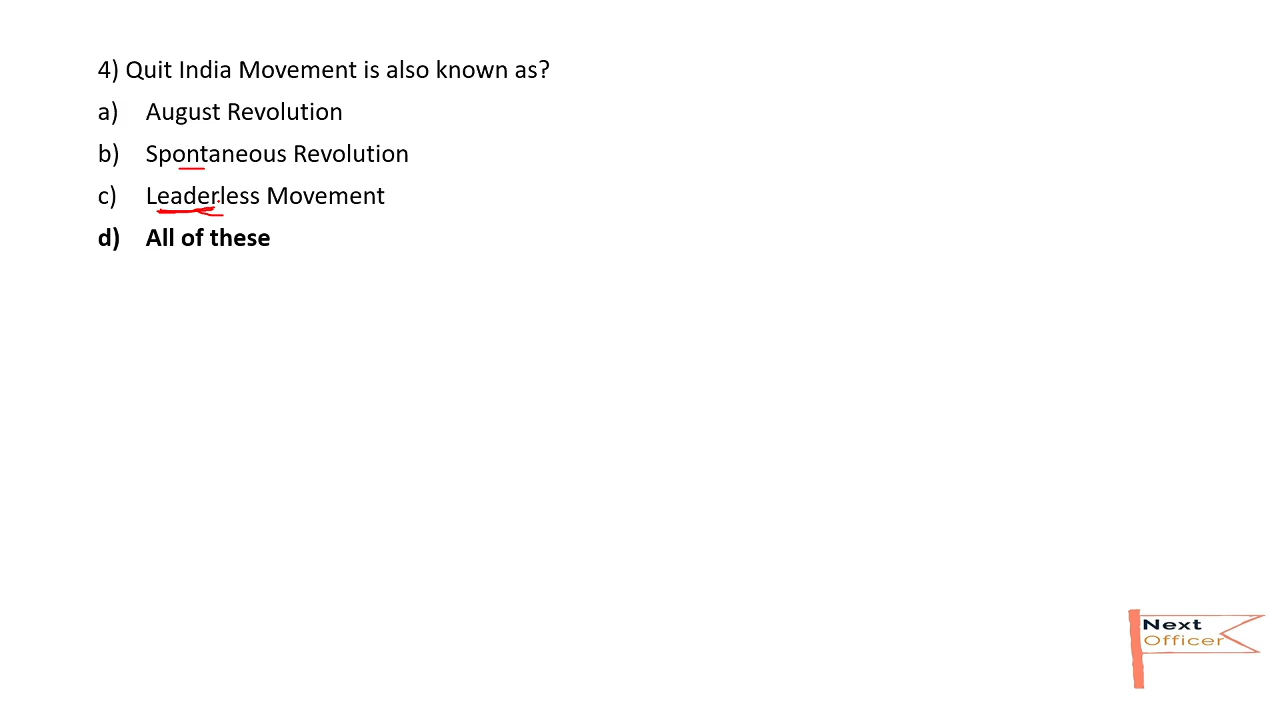 4) Quit India Movement is also known as?
a) August Revolution
b) Spontaneous Revolution
c) Leaderless Movement
d) All of these
Next
Officer